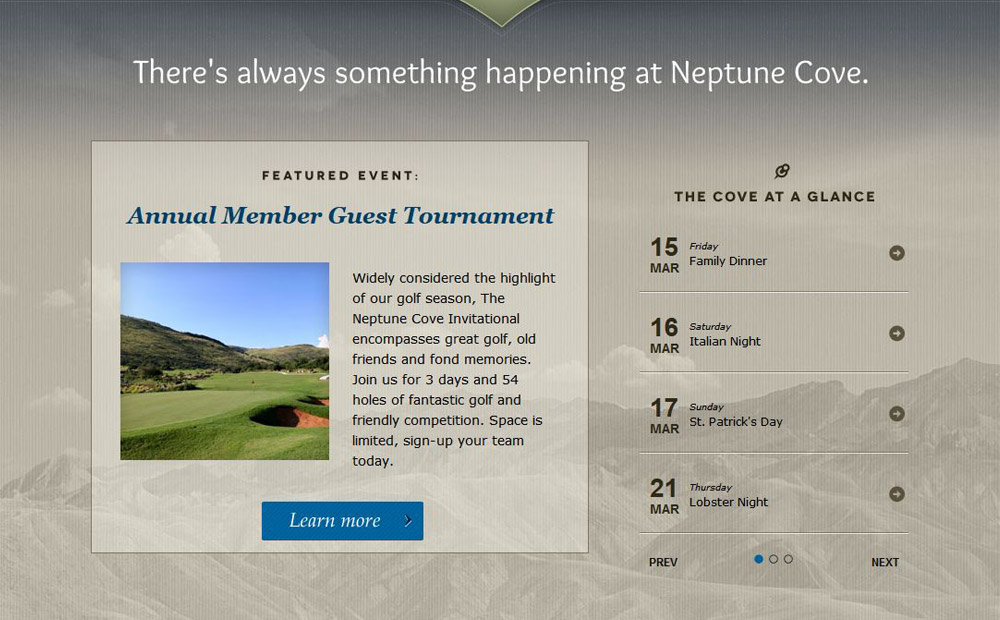 There's always something happening at Neptune Cove.
FEATURED EVENT:
Annual Member Guest Tournament
Widely considered the highlight
of our golf season, The
Neptune Cove Invitational
encompasses great golf, old
friends and fond memories.
Join us for 3 days and 54
holes of fantastic golf and
friendly competition. Space is
limited, sign-up your team
today.
Learn more
THE COVE AT A GLANCE
15 MAR
Friday
Family Dinner
16 MAR
Saturday
Italian Night
17 MAR
Sunday
St. Patrick's Day
21 MAR
Thursday
Lobster Night
PREV
NEXT